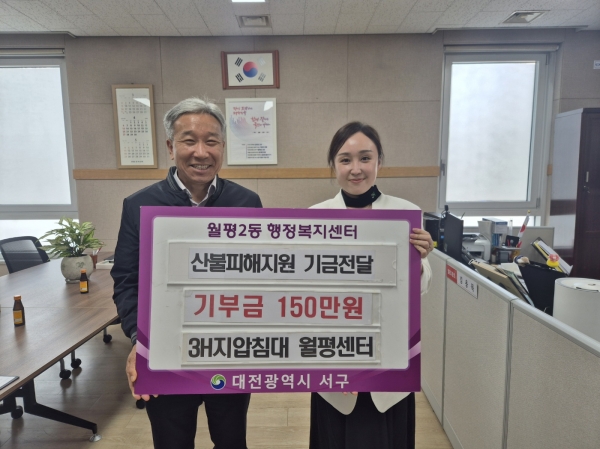 월평2동 행정복지센터
산불피해지원 기금전달
기부금 150만원
3H지압침대 월평센터
대전광역시 서구